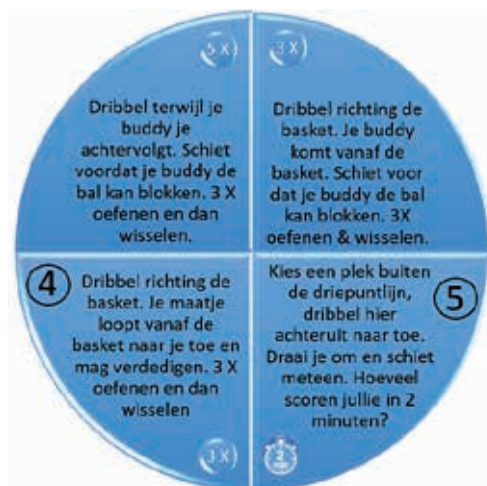 5 X
Dribbel terwijl je
buddy je
achtervolgt. Schiet
voordat je buddy de
bal kan blokken. 3 X
oefenen en dan
wisselen.
3 X
Dribbel richting de
basket. Je buddy
komt vanaf de
basket. Schiet voor
dat je buddy de bal
kan blokken. 3X
oefenen & wisselen.
4
Dribbel richting de
basket. Je maatje
loopt vanaf de
basket naar je toe en
mag verdedigen. 3 X
oefenen en dan
wisselen
3 X
Kies een plek buiten
de driepuntlijn,
dribbel hier
achteruit naar toe.
Draai je om en schiet
meteen. Hoeveel
scoren jullie in 2
minuten?
5
2